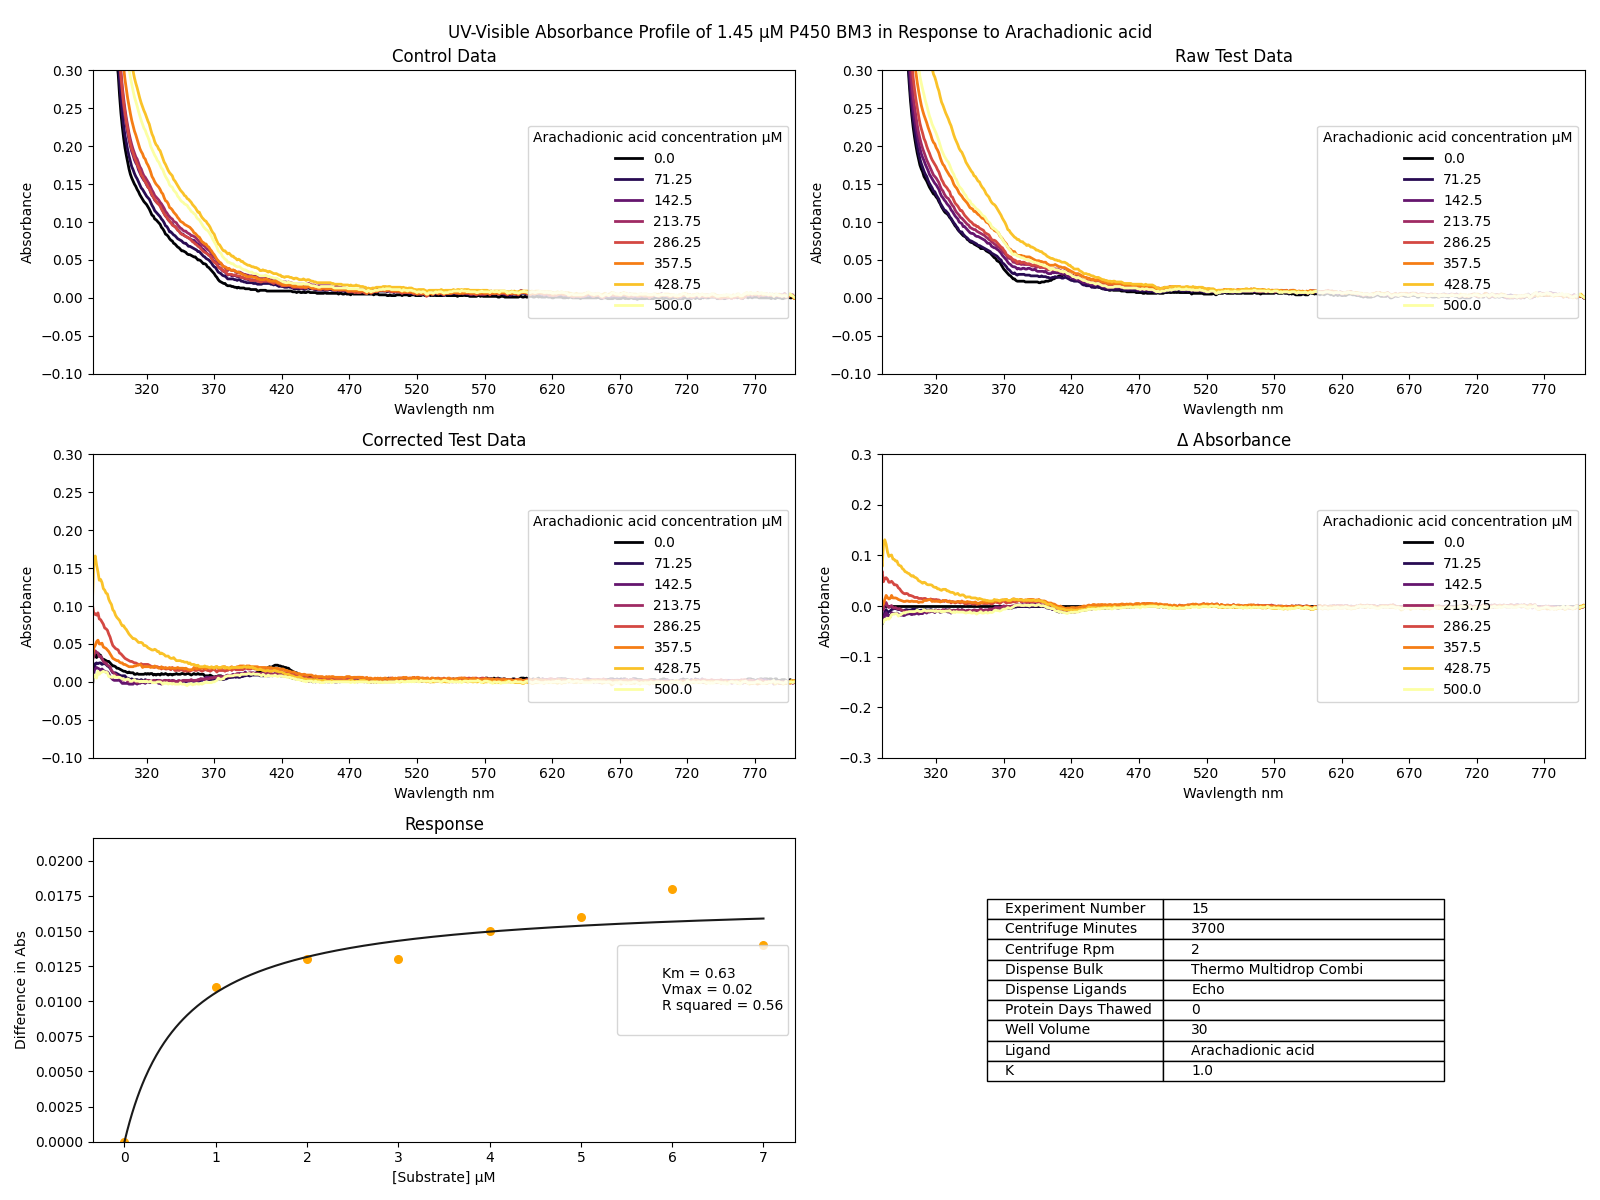 UV-Visible Absorbance Profile of 1.45 µM P450 BM3 in Response to Arachadionic acid
Control Data
0.30
0.25
0.20
0.15
0.10
0.05
0.00
−0.05
−0.10
Absorbance
320 370 420 470 520 570 620 670 720 770
Wavlength nm
Arachadionic acid concentration µM
0.0
71.25
142.5
213.75
286.25
357.5
428.75
500.0
Raw Test Data
0.30
0.25
0.20
0.15
0.10
0.05
0.00
−0.05
−0.10
Absorbance
320 370 420 470 520 570 620 670 720 770
Wavlength nm
Arachadionic acid concentration µM
0.0
71.25
142.5
213.75
286.25
357.5
428.75
500.0
Corrected Test Data
0.30
0.25
0.20
0.15
0.10
0.05
0.00
−0.05
−0.10
Absorbance
320 370 420 470 520 570 620 670 720 770
Wavlength nm
Arachadionic acid concentration µM
0.0
71.25
142.5
213.75
286.25
357.5
428.75
500.0
Δ Absorbance
0.3
0.2
0.1
0.0
−0.1
−0.2
−0.3
Absorbance
320 370 420 470 520 570 620 670 720 770
Wavlength nm
Arachadionic acid concentration µM
0.0
71.25
142.5
213.75
286.25
357.5
428.75
500.0
Response
0.0200
0.0175
0.0150
0.0125
0.0100
0.0075
0.0050
0.0025
0.0000
Difference in Abs
0 1 2 3 4 5 6 7
[Substrate] µM
Km = 0.63
Vmax = 0.02
R squared = 0.56
Experiment Number 15
Centrifuge Minutes 3700
Centrifuge Rpm 2
Dispense Bulk Thermo Multidrop Combi
Dispense Ligands Echo
Protein Days Thawed 0
Well Volume 30
Ligand Arachadionic acid
K 1.0